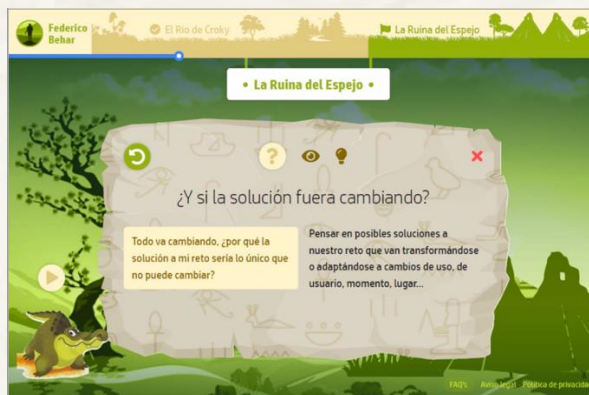 Federico
Behar
El Río de Croky
La Ruina del Espejo
• La Ruina del Espejo •
?
¿Y si la solución fuera cambiando?
Todo va cambiando, ¿por qué la
solución a mi reto sería lo único que
no puede cambiar?
Pensar en posibles soluciones a
nuestro reto que van transformándose
o adaptándose a cambios de uso, de
usuario, momento, lugar...
FAQ's Aviso legal Política de privacidad